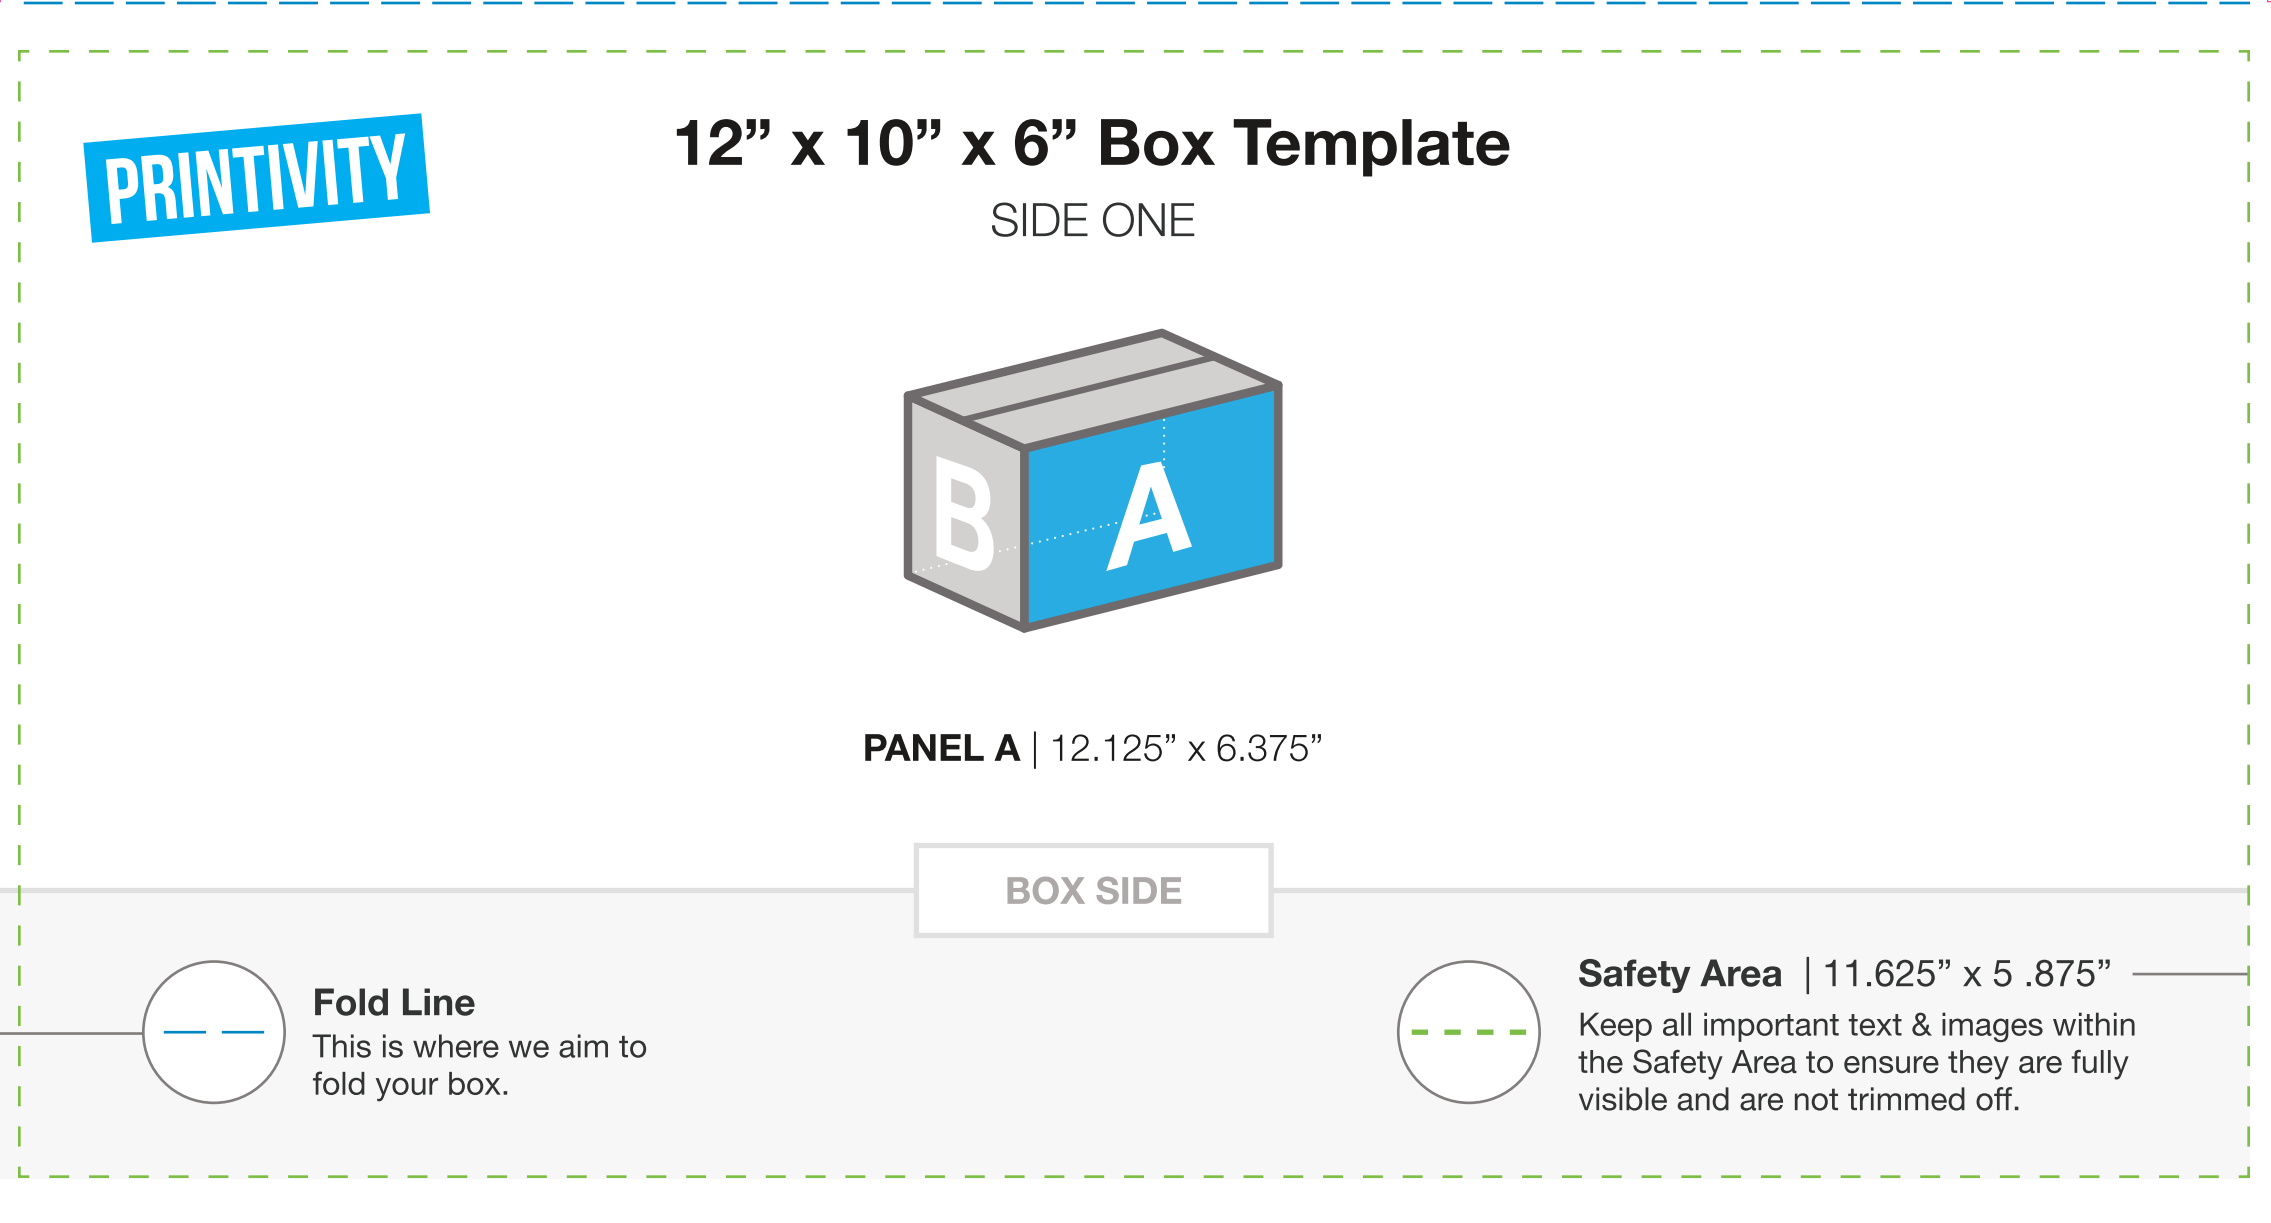 PRINTIVITY
12” x 10” x 6” Box Template
SIDE ONE
B
A
PANEL A | 12.125” x 6.375”
BOX SIDE
Fold Line
This is where we aim to
fold your box.
Safety Area | 11.625” x 5 .875”
Keep all important text & images within
the Safety Area to ensure they are fully
visible and are not trimmed off.